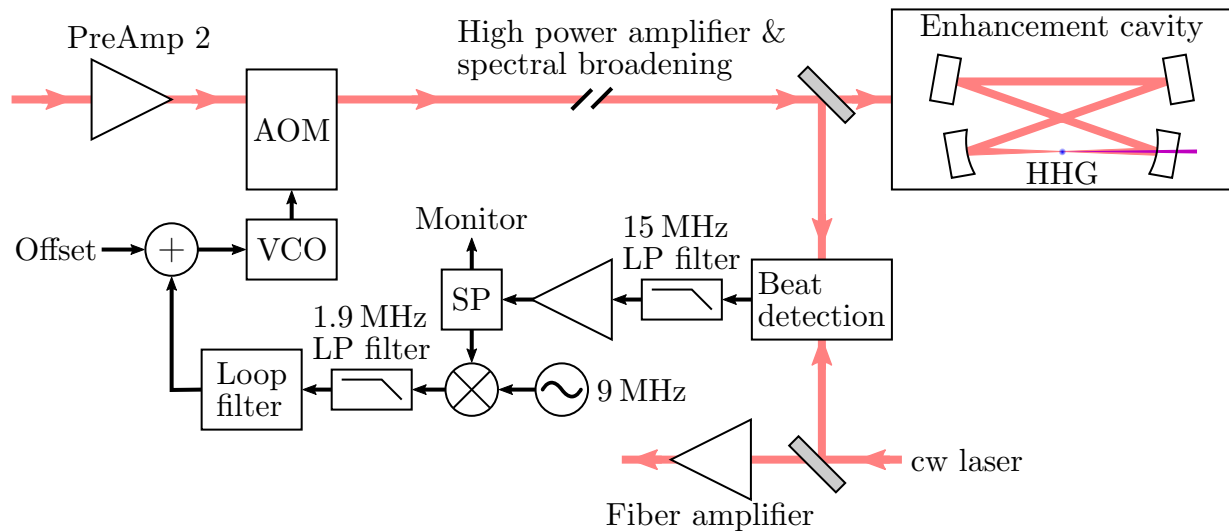 PreAmp 2
High power amplifier &
spectral broadening
Enhancement cavity
AOM
HHG
Offset
+
VCO
Monitor
SP
15 MHz
LP filter
Beat
detection
1.9 MHz
LP filter
Loop
filter
9 MHz
cw laser
Fiber amplifier